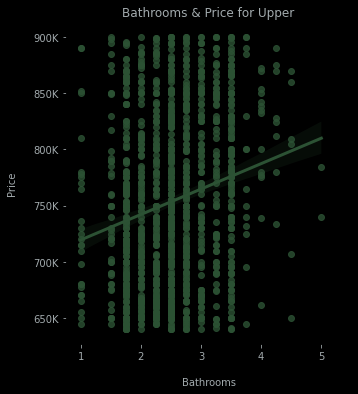 Bathrooms & Price for Upper
900K
850K
800K
750K
700K
650K
Price
1 2 3 4 5
Bathrooms